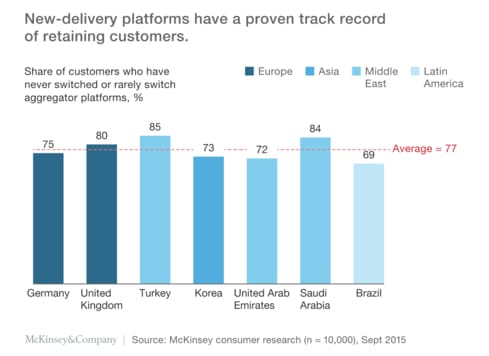 New-delivery platforms have a proven track record
of retaining customers.
Share of customers who have
never switched or rarely switch
aggregator platforms, %
Europe
Asia
Middle
East
Latin
America
75
80
85
73
72
84
69
Average = 77
Germany
United
Kingdom
Turkey
Korea
United Arab
Emirates
Saudi
Arabia
Brazil
McKinsey&Company | Source: McKinsey consumer research (n = 10,000), Sept 2015